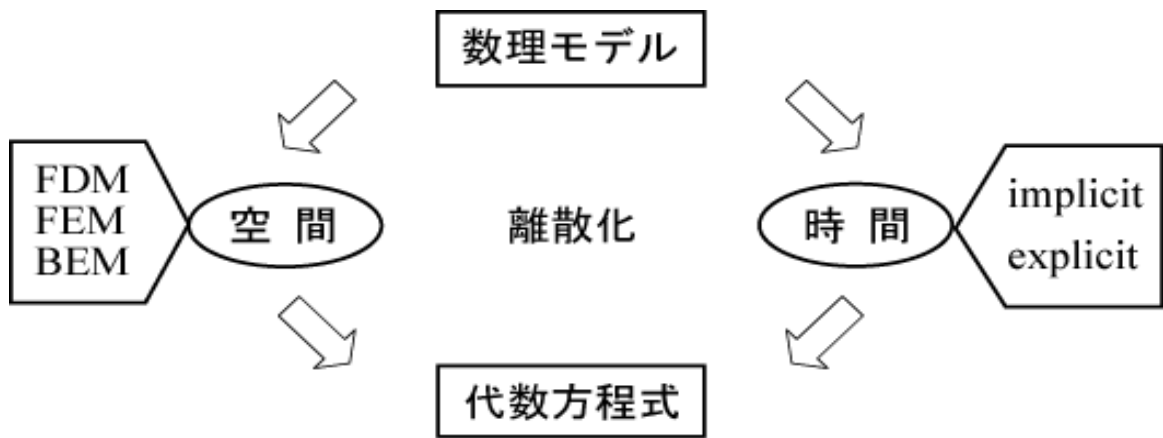 数理モデル
FDM
FEM
BEM
空間
離散化
時間
implicit
explicit
代数方程式